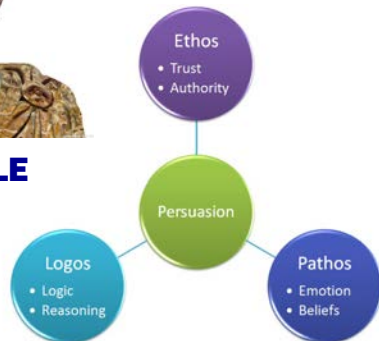 Ethos
• Trust
• Authority
LE
Persuasion
Logos
• Logic
• Reasoning
Pathos
• Emotion
• Beliefs